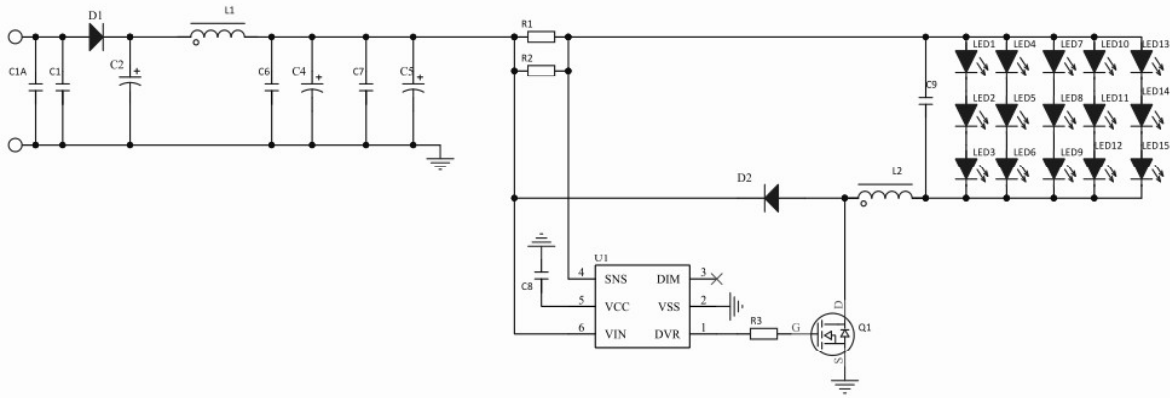 D1
L1
C1A
C1
C2
+
C6
C4
+
C7
C5
+
R1
R2
C9
LED1
LED4
LED7
LED10
LED13
LED2
LED5
LED8
LED11
LED14
LED3
LED6
LED9
LED12
LED15
D2
L2
U1
C8
4
SNS
DIM
3
5
VCC
VSS
2
6
VIN
DVR
1
R3
G
D
S
Q1